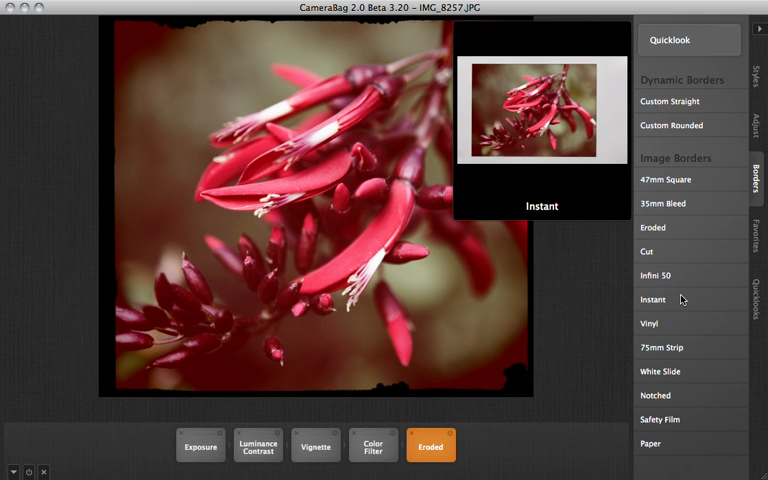 CameraBag 2.0 Beta 3.20 - IMG_8257.JPG
Quicklook
Dynamic Borders
Custom Straight
Custom Rounded
Image Borders
47mm Square
35mm Bleed
Eroded
Cut
Infini 50
Instant
Vinyl
75mm Strip
White Slide
Notched
Safety Film
Paper
Styles
Adjust
Borders
Favorites
Quicklooks
Instant
Exposure
Luminance
Contrast
Vignette
Color
Filter
Eroded